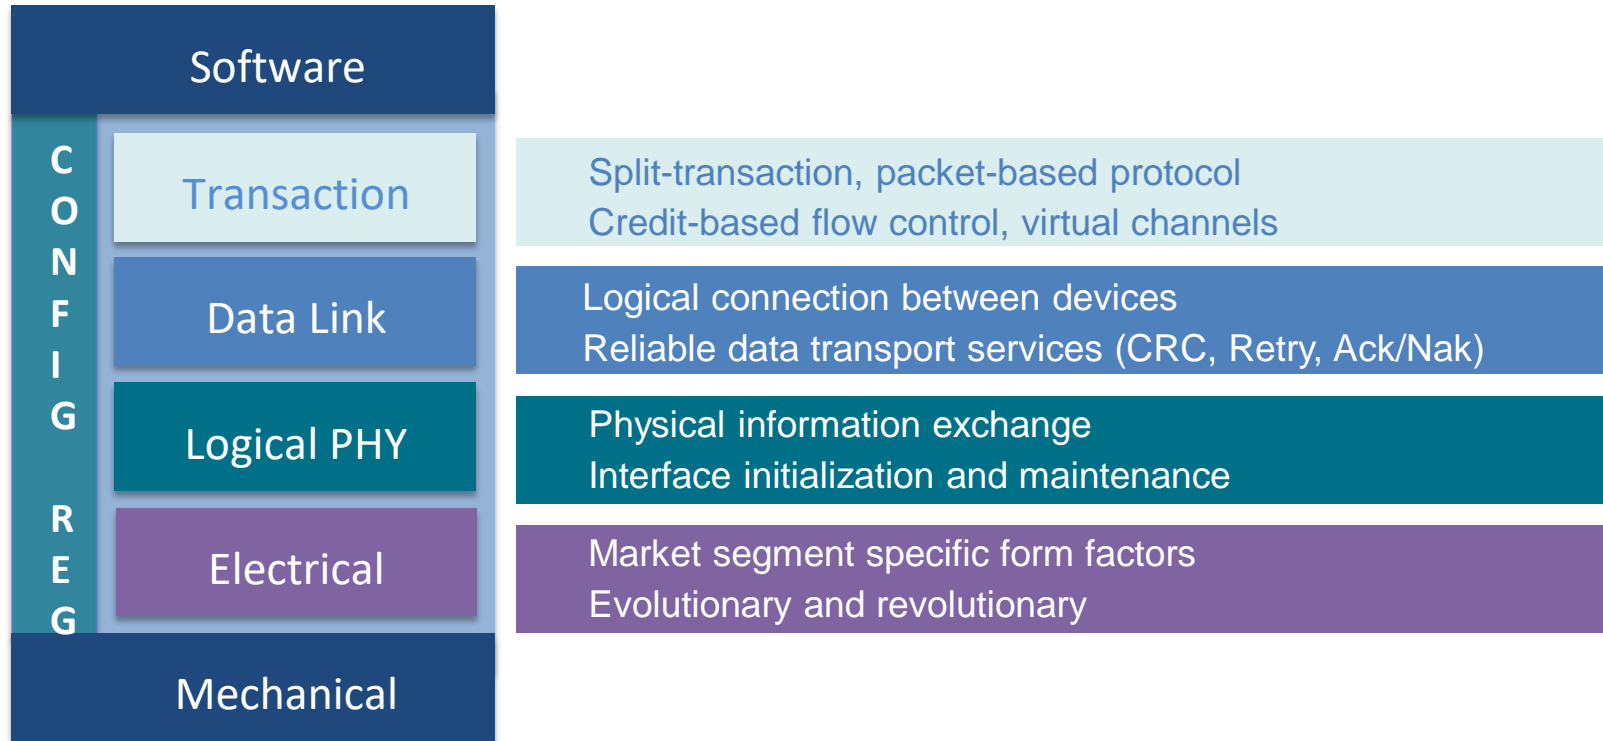 Software
CONFIG REG
Transaction
Split-transaction, packet-based protocol
Credit-based flow control, virtual channels
Data Link
Logical connection between devices
Reliable data transport services (CRC, Retry, Ack/Nak)
Logical PHY
Physical information exchange
Interface initialization and maintenance
Electrical
Market segment specific form factors
Evolutionary and revolutionary
Mechanical